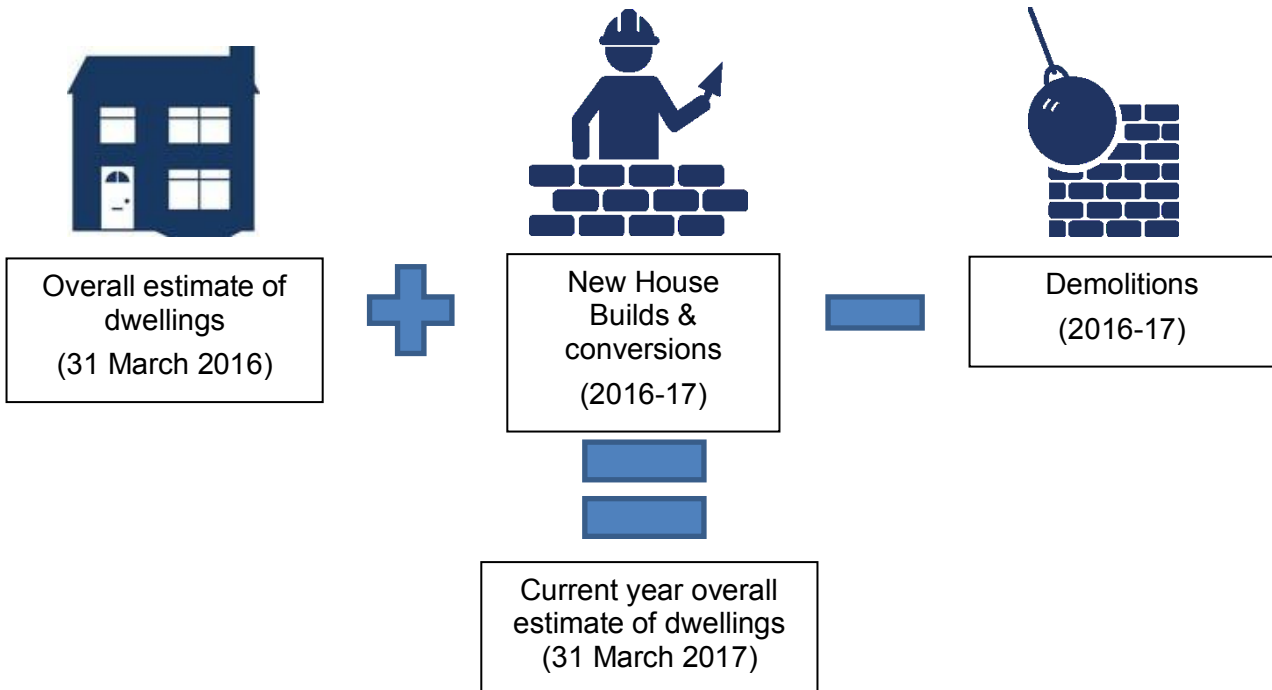 Overall estimate of
dwellings
(31 March 2016)
New House
Builds &
conversions
(2016-17)
Demolitions
(2016-17)
Current year overall
estimate of dwellings
(31 March 2017)